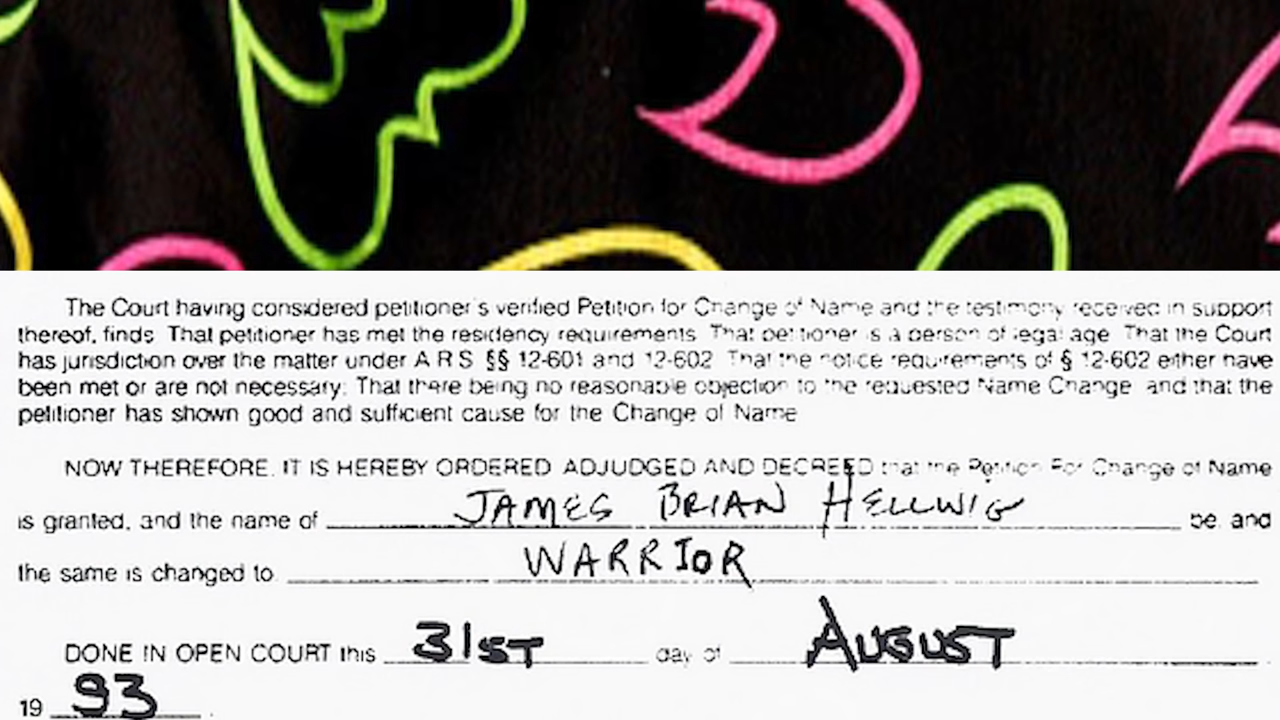 The Court having considered petitioner's verified Petition for Change of Name and the testimony received in support
thereof, finds That petitioner has met the residency requirements That petitioner is a person of legal age That the Court
has jurisdiction over the matter under A R S §§ 12-601 and 12-602 That the notice requirements of § 12-602 either have
been met or are not necessary; That there being no reasonable objection to the requested Name Change and that the
petitioner has shown good and sufficient cause for the Change of Name
NOW THEREFORE, IT IS HEREBY ORDERED ADJUDGED AND DECREED that the Petition For Change of Name
is granted, and the name of JAMES BRIAN HELLWIG be, and
the same is changed to WARRIOR
DONE IN OPEN COURT this 31ST day of AUGUST
19 93